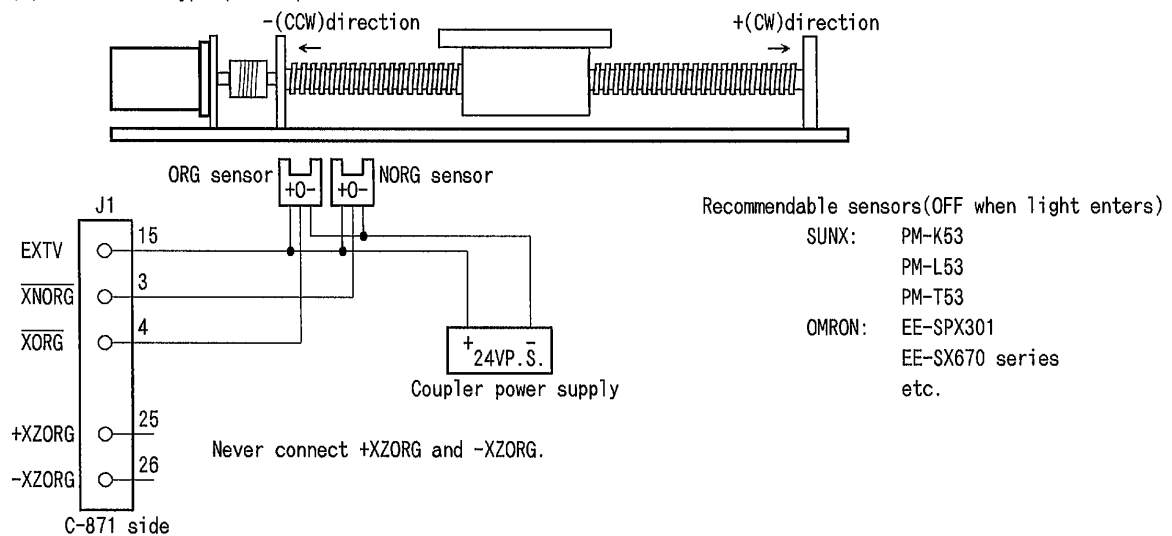 -(CCW)direction
+(CW)direction
ORG sensor
+O-
+O-
NORG sensor
J1
EXTV
15
XNORG
3
XORG
4
+XZORG
25
-XZORG
26
C-871 side
+ -
24VP.S.
Coupler power supply
Never connect +XZORG and -XZORG.
Recommendable sensors(OFF when light enters)
SUNX: PM-K53
PM-L53
PM-T53
OMRON: EE-SPX301
EE-SX670 series
etc.